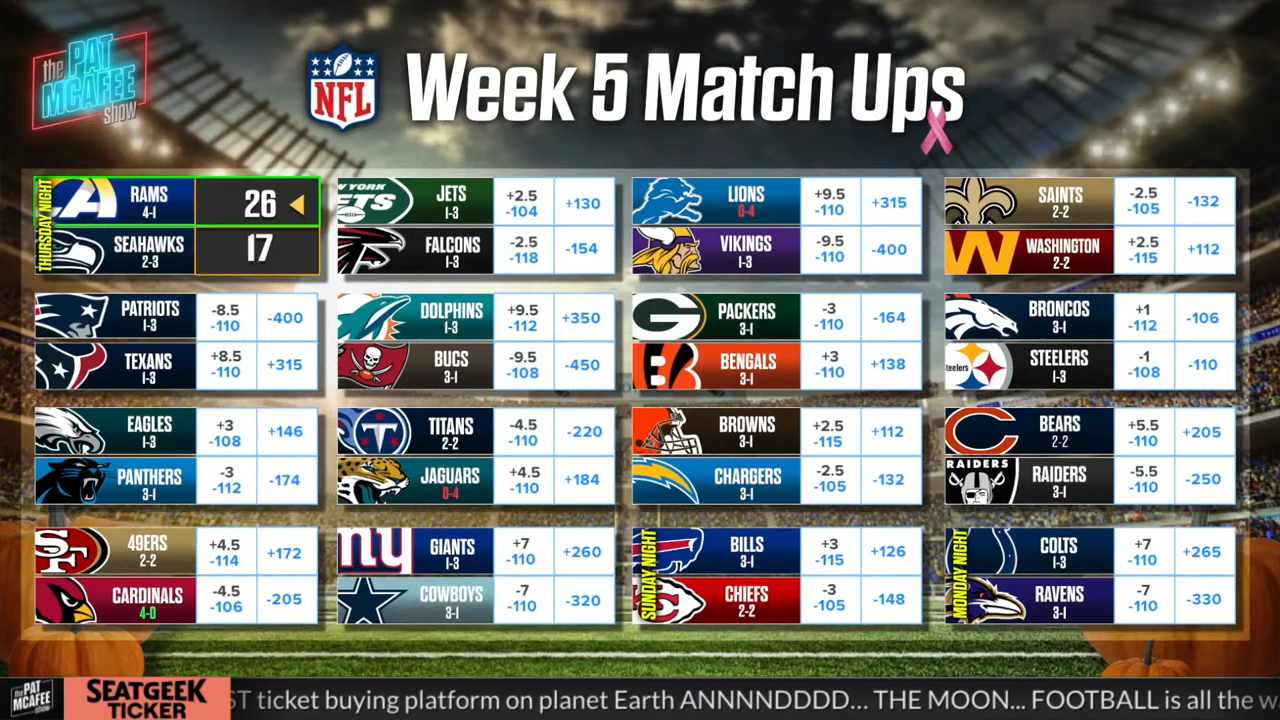 the
PAT
MCAFEE
show
NFL
Week 5 Match Ups
THURSDAY NIGHT
RAMS
4-1
26
SEAHAWKS
2-3
17
NEW YORK
JETS
JETS
1-3
+2.5
-104
+130
FALCONS
1-3
-2.5
-118
-154
LIONS
0-4
+9.5
-110
+315
VIKINGS
1-3
-9.5
-110
-400
SAINTS
2-2
-2.5
-105
-132
W
WASHINGTON
2-2
+2.5
-115
+112
PATRIOTS
1-3
-8.5
-110
-400
TEXANS
1-3
+8.5
-110
+315
DOLPHINS
1-3
+9.5
-112
+350
BUCS
3-1
-9.5
-108
-450
G
PACKERS
3-1
-3
-110
-164
B
BENGALS
3-1
+3
-110
+138
BRONCOS
3-1
+1
-112
-106
Steelers
STEELERS
1-3
-1
-108
-110
EAGLES
1-3
+3
-108
+146
PANTHERS
3-1
-3
-112
-174
T
TITANS
2-2
-4.5
-110
-220
JAGUARS
0-4
+4.5
-110
+184
BROWNS
3-1
+2.5
-115
+112
CHARGERS
3-1
-2.5
-105
-132
C
BEARS
2-2
+5.5
-110
+205
RAIDERS
RAIDERS
3-1
-5.5
-110
-250
SF
49ERS
2-2
+4.5
-114
+172
CARDINALS
4-0
-4.5
-106
-205
ny
GIANTS
1-3
+7
-110
+260
COWBOYS
3-1
-7
-110
-320
SUNDAY NIGHT
BILLS
3-1
+3
-115
+126
KC
CHIEFS
2-2
-3
-105
-148
MONDAY NIGHT
COLTS
1-3
+7
-110
+265
RAVENS
3-1
-7
-110
-330
the
PAT
MCAFEE
show
SEATGEEK
TICKER
ST ticket buying platform on planet Earth ANNNNDDDD... THE MOON... FOOTBALL is all the w